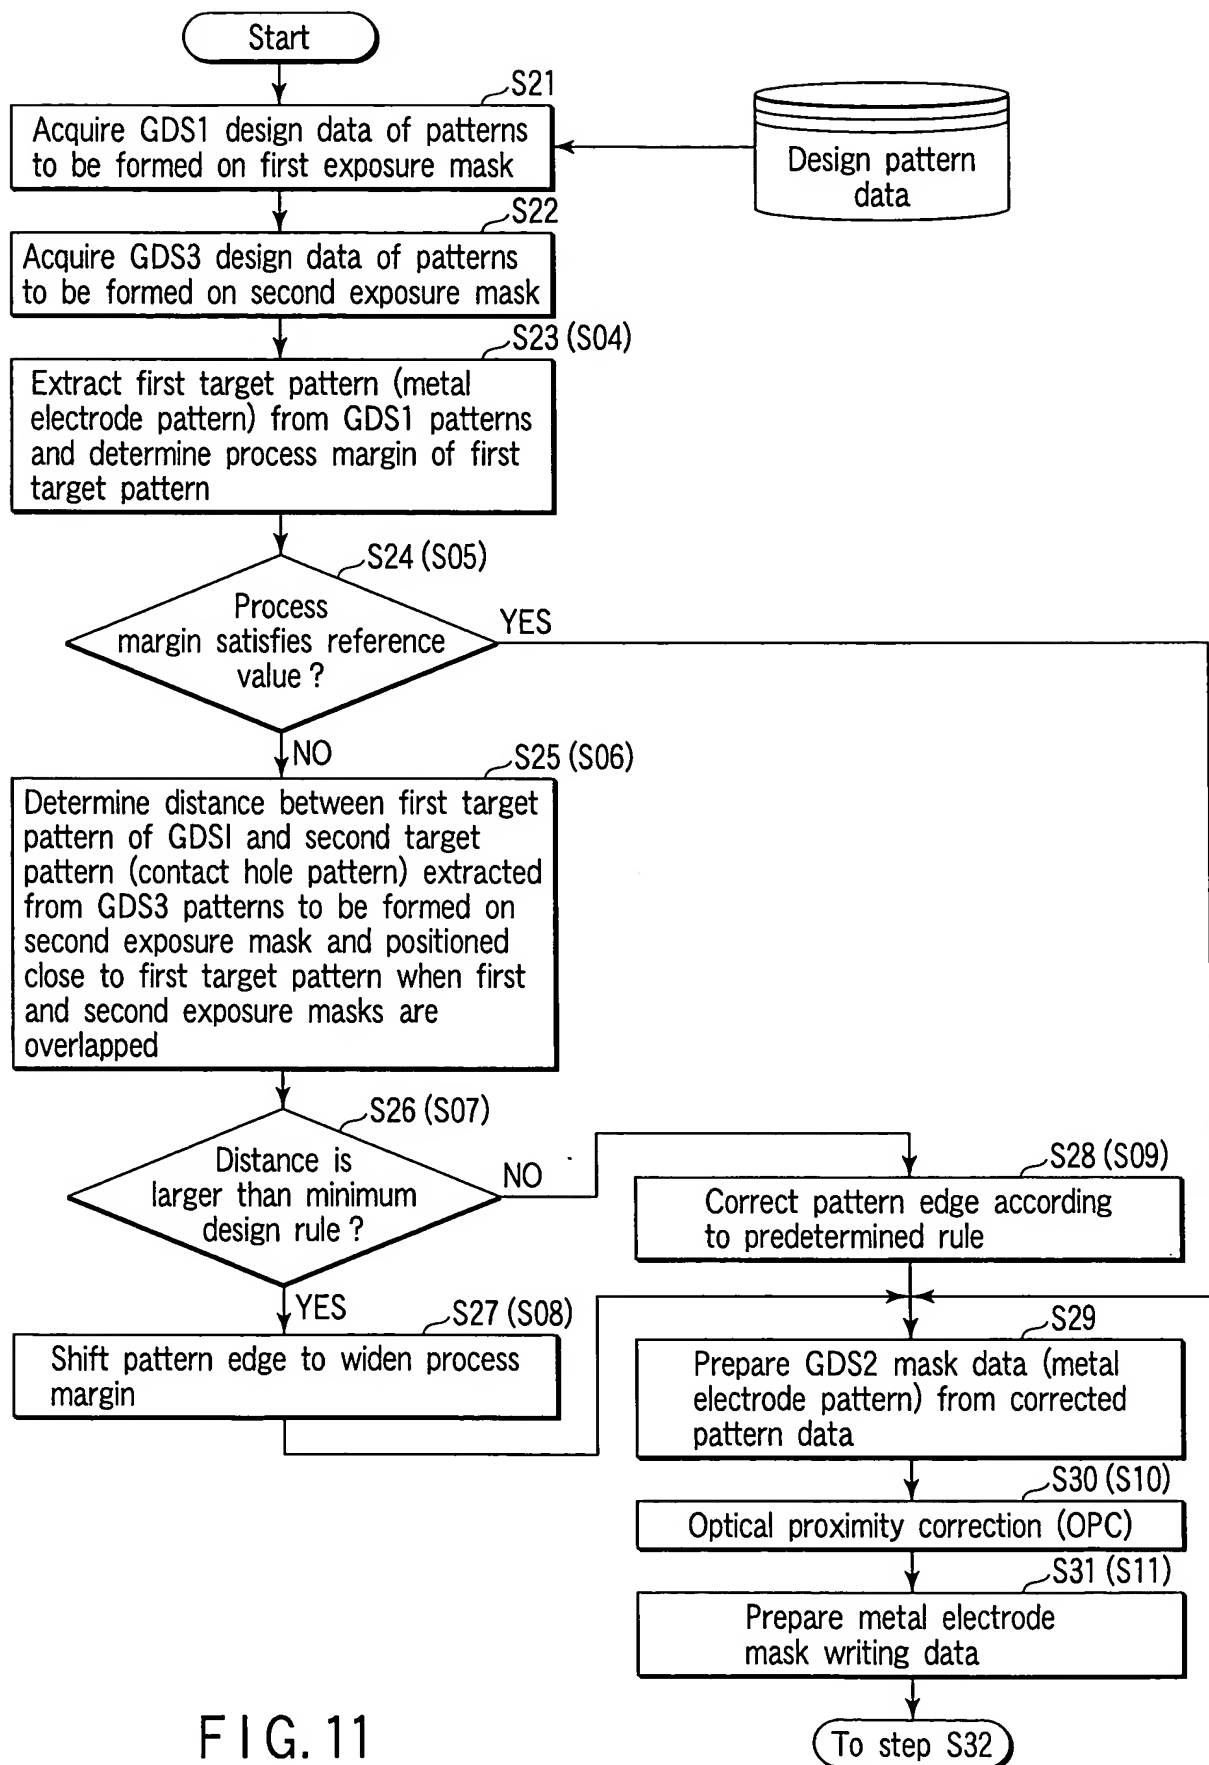 Start
S21
Acquire GDS1 design data of patterns
to be formed on first exposure mask
Design pattern
data
S22
Acquire GDS3 design data of patterns
to be formed on second exposure mask
S23 (S04)
Extract first target pattern (metal
electrode pattern) from GDS1 patterns
and determine process margin of first
target pattern
S24 (S05)
Process
margin satisfies reference
value ?
YES
NO
S25 (S06)
Determine distance between first target
pattern of GDSI and second target
pattern (contact hole pattern) extracted
from GDS3 patterns to be formed on
second exposure mask and positioned
close to first target pattern when first
and second exposure masks are
overlapped
S26 (S07)
Distance is
larger than minimum
design rule ?
NO
YES
S28 (S09)
Correct pattern edge according
to predetermined rule
S27 (S08)
Shift pattern edge to widen process
margin
S29
Prepare GDS2 mask data (metal
electrode pattern) from corrected
pattern data
S30 (S10)
Optical proximity correction (OPC)
S31 (S11)
Prepare metal electrode
mask writing data
To step S32
FIG. 11